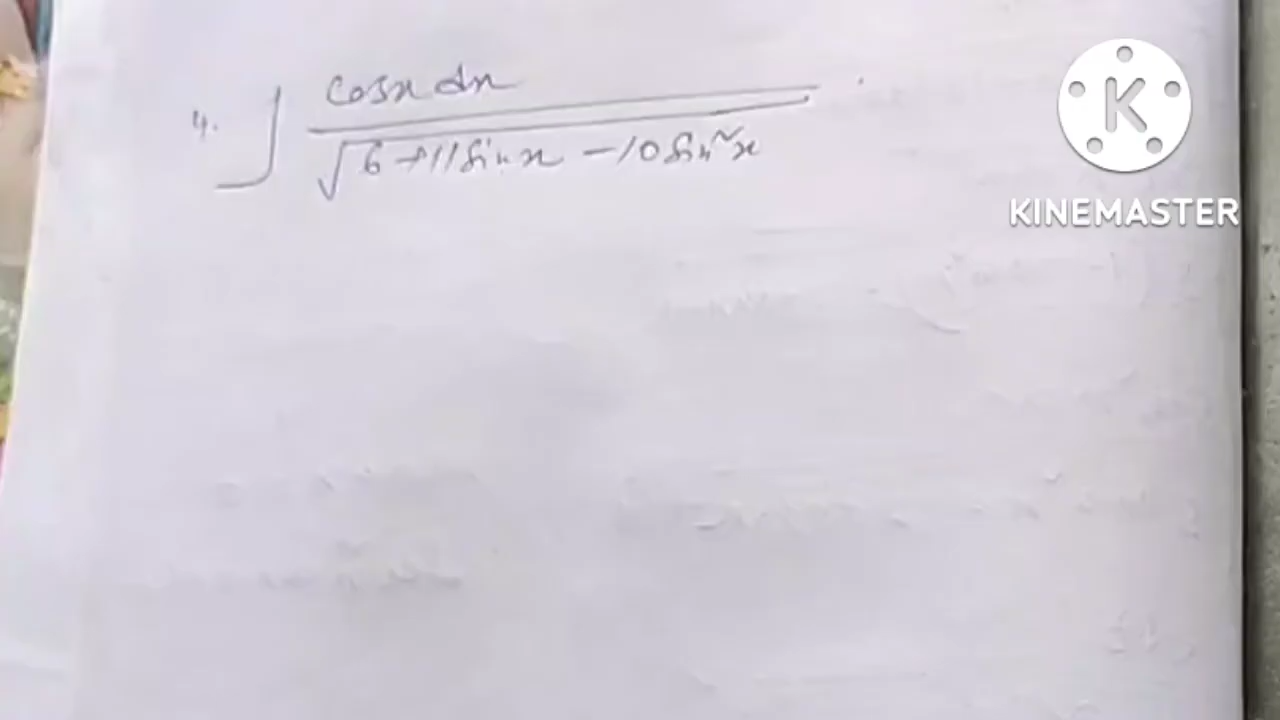 4. ∫ cosx dx
√6+11sinx -10sin²x
K
KINEMASTER